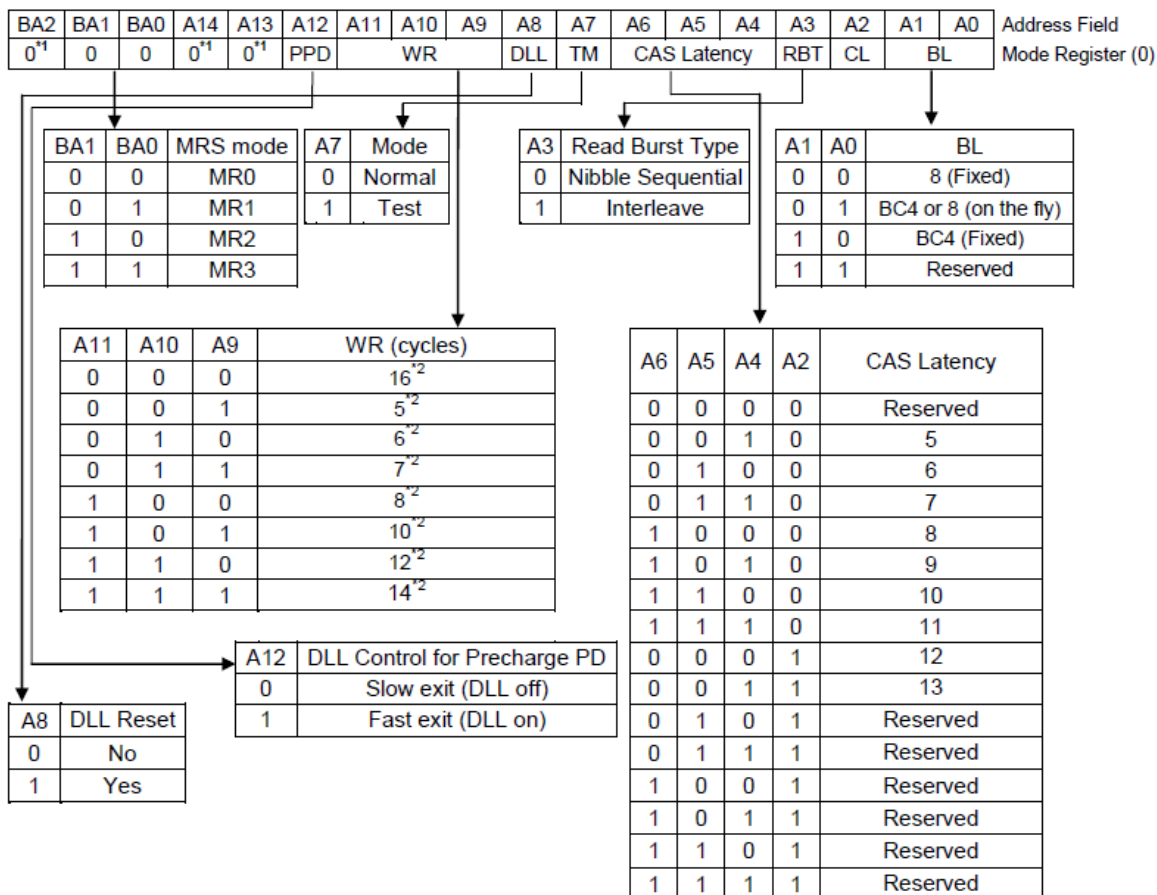 BA2 BA1 BA0 A14 A13 A12 A11 A10 A9 A8 A7 A6 A5 A4 A3 A2 A1 A0 Address Field
0*1 0 0 0*1 0*1 PPD WR DLL TM CAS Latency RBT CL BL Mode Register (0)
BA1 BA0 MRS mode
0 0 MR0
0 1 MR1
1 0 MR2
1 1 MR3
A7 Mode
0 Normal
1 Test
A3 Read Burst Type
0 Nibble Sequential
1 Interleave
A1 A0 BL
0 0 8 (Fixed)
0 1 BC4 or 8 (on the fly)
1 0 BC4 (Fixed)
1 1 Reserved
A11 A10 A9 WR (cycles)
0 0 0 16*2
0 0 1 5*2
0 1 0 6*2
0 1 1 7*2
1 0 0 8*2
1 0 1 10*2
1 1 0 12*2
1 1 1 14*2
A6 A5 A4 A2 CAS Latency
0 0 0 0 Reserved
0 0 1 0 5
0 1 0 0 6
0 1 1 0 7
1 0 0 0 8
1 0 1 0 9
1 1 0 0 10
1 1 1 0 11
0 0 0 1 12
0 0 1 1 13
0 1 0 1 Reserved
0 1 1 1 Reserved
1 0 0 1 Reserved
1 0 1 1 Reserved
1 1 0 1 Reserved
1 1 1 1 Reserved
A12 DLL Control for Precharge PD
0 Slow exit (DLL off)
1 Fast exit (DLL on)
A8 DLL Reset
0 No
1 Yes